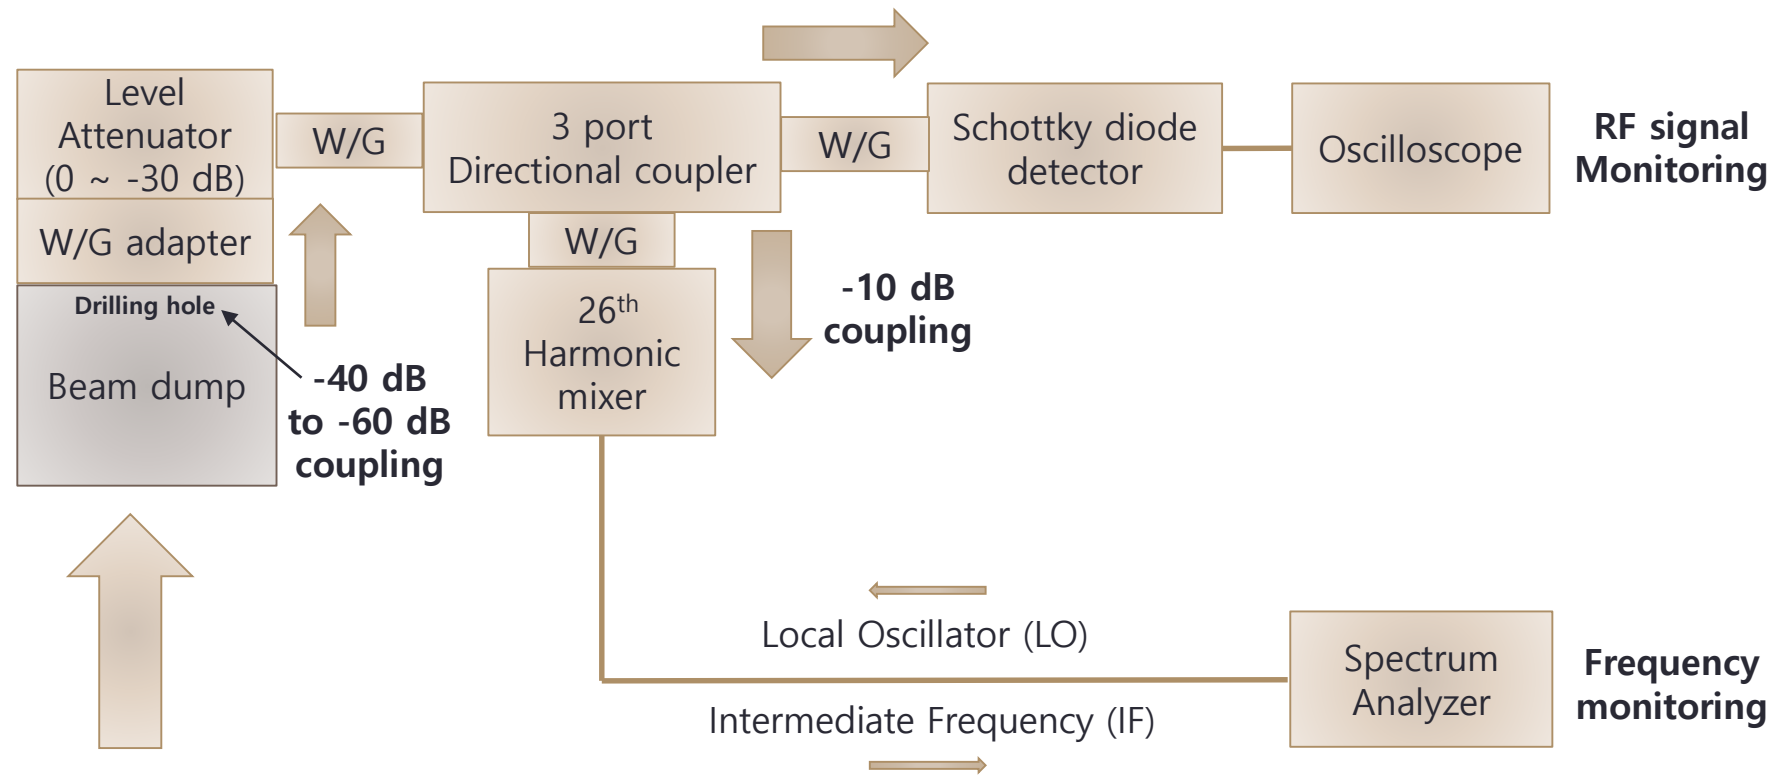 Level
Attenuator
(0 ~ -30 dB)
W/G adapter
Drilling hole
Beam dump
-40 dB
to -60 dB
coupling
W/G
3 port
Directional coupler
W/G
26th
Harmonic
mixer
-10 dB
coupling
W/G
Schottky diode
detector
Oscilloscope
RF signal
Monitoring
Local Oscillator (LO)
Intermediate Frequency (IF)
Spectrum
Analyzer
Frequency
monitoring